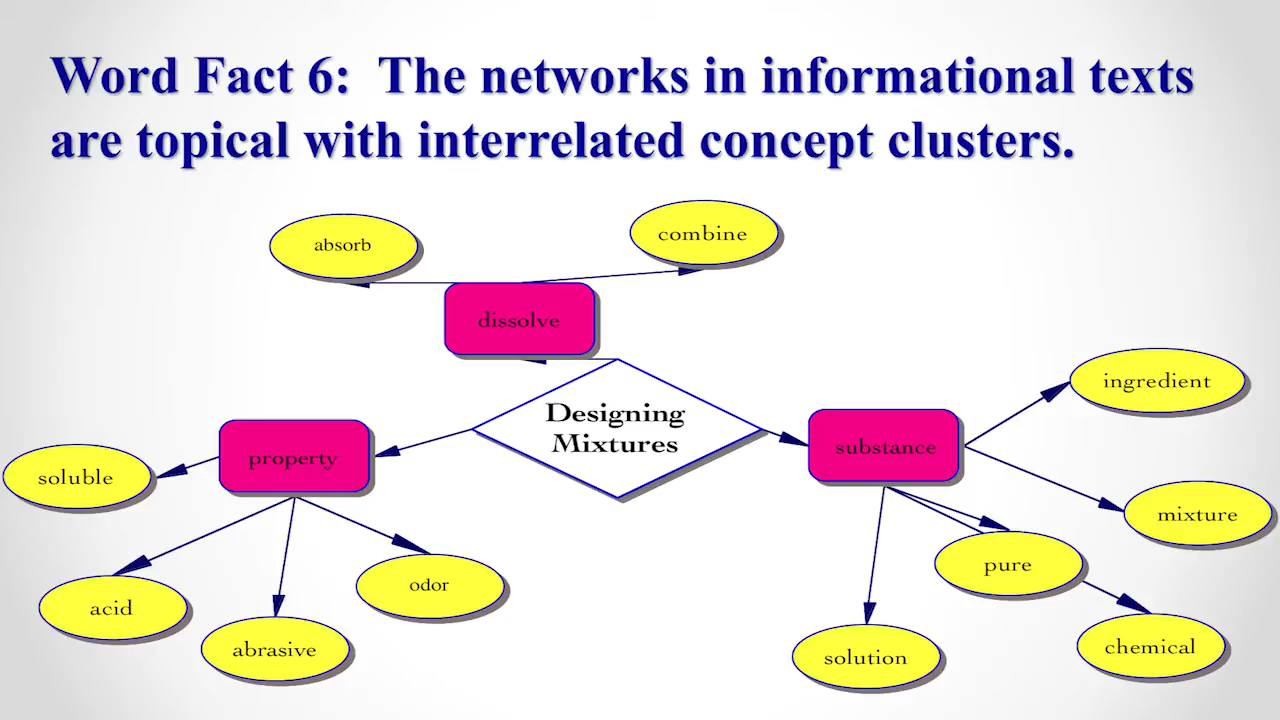 Word Fact 6:  The networks in informational texts
are topical with interrelated concept clusters.
absorb
combine
dissolve
Designing
Mixtures
ingredient
property
substance
soluble
mixture
odor
pure
acid
abrasive
solution
chemical